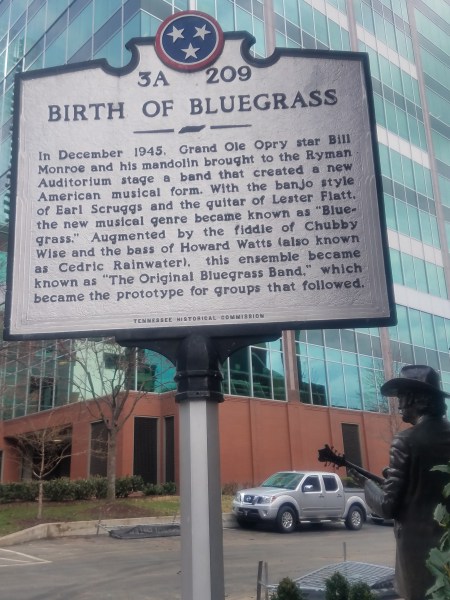 3A 209
BIRTH OF BLUEGRASS
In December 1945, Grand Ole Opry star Bill
Monroe and his mandolin brought to the Ryman
Auditorium stage a band that created a new
American musical form. With the banjo style
of Earl Scruggs and the guitar of Lester Flatt,
the new musical genre became known as "Blue-
grass." Augmented by the fiddle of Chubby
Wise and the bass of Howard Watts (also known
as Cedric Rainwater), this ensemble became
known as "The Original Bluegrass Band," which
became the prototype for groups that followed.
TENNESSEE HISTORICAL COMMISSION